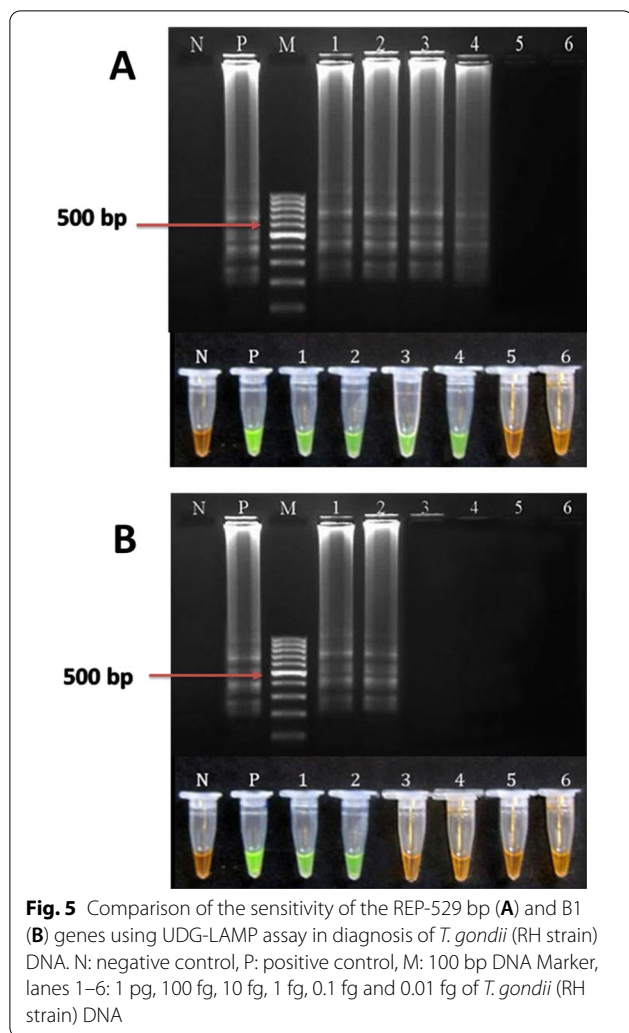 A
N P M 1 2 3 4 5 6
500 bp
N P 1 2 3 4 5 6
B
N P M 1 2 3 4 5 6
500 bp
N P 1 2 3 4 5 6
Fig. 5 Comparison of the sensitivity of the REP-529 bp (A) and B1
(B) genes using UDG-LAMP assay in diagnosis of T. gondii (RH strain)
DNA. N: negative control, P: positive control, M: 100 bp DNA Marker,
lanes 1–6: 1 pg, 100 fg, 10 fg, 1 fg, 0.1 fg and 0.01 fg of T. gondii (RH
strain) DNA